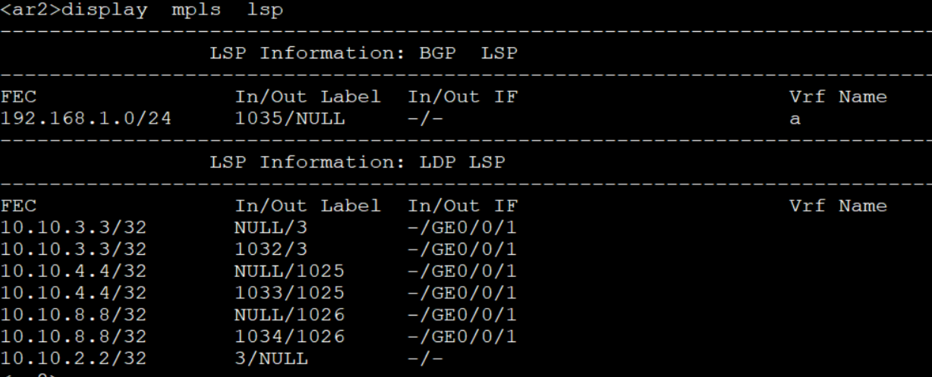 <ar2>display  mpls  lsp
-------------------------------------------------------------------------------
LSP Information: BGP  LSP
-------------------------------------------------------------------------------
FEC                In/Out Label  In/Out IF                      Vrf Name
192.168.1.0/24     1035/NULL     -/-                            a
-------------------------------------------------------------------------------
LSP Information: LDP LSP
-------------------------------------------------------------------------------
FEC                In/Out Label  In/Out IF                      Vrf Name
10.10.3.3/32       NULL/3        -/GE0/0/1
10.10.3.3/32       1032/3        -/GE0/0/1
10.10.4.4/32       NULL/1025     -/GE0/0/1
10.10.4.4/32       1033/1025     -/GE0/0/1
10.10.8.8/32       NULL/1026     -/GE0/0/1
10.10.8.8/32       1034/1026     -/GE0/0/1
10.10.2.2/32       3/NULL        -/-